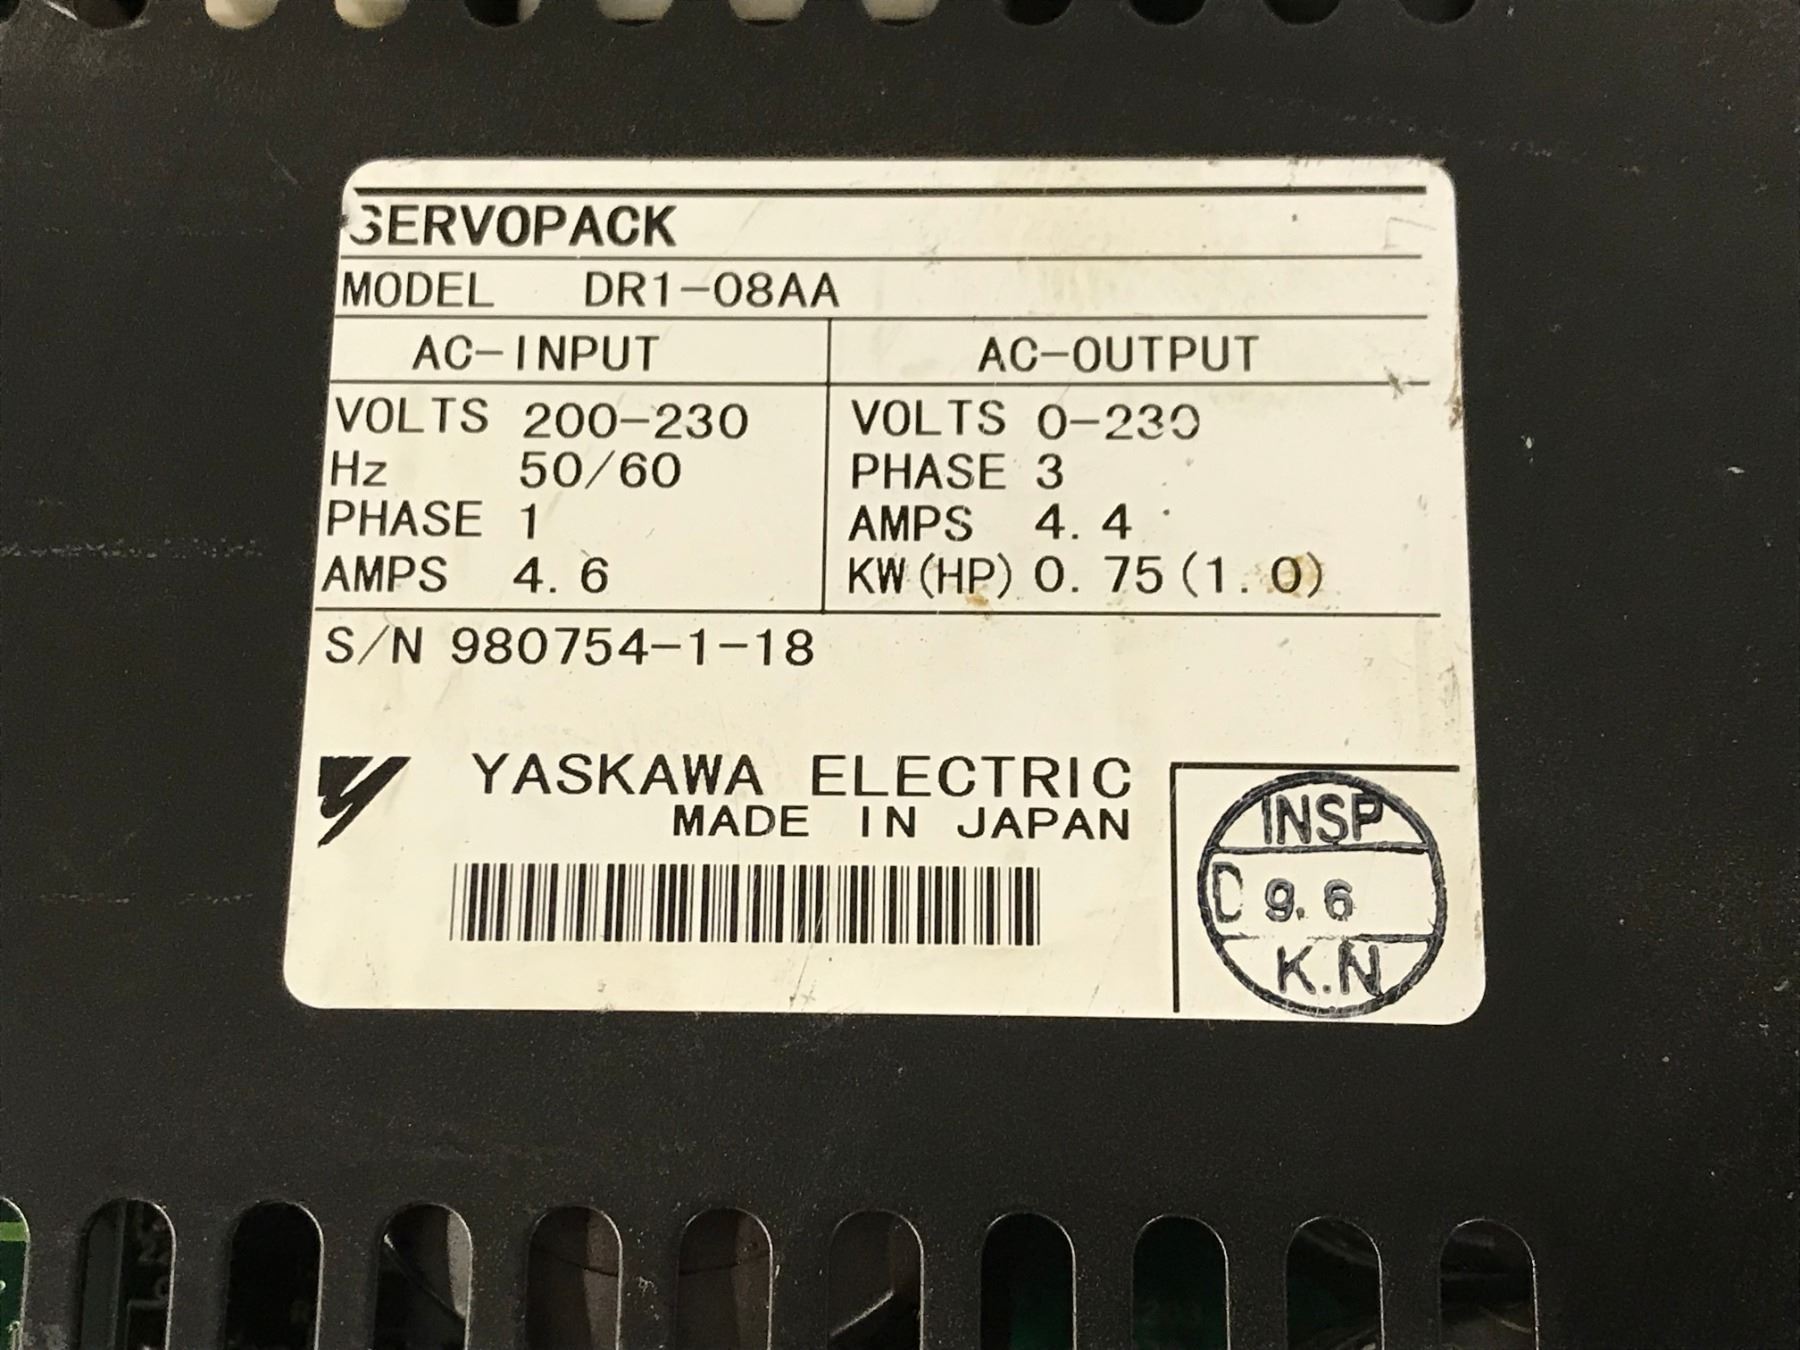 SERVOPACK
MODEL DR1-08AA
AC-INPUT AC-OUTPUT
VOLTS 200-230 VOLTS 0-230
Hz 50/60 PHASE 3
PHASE 1 AMPS 4.4
AMPS 4.6 KW(HP) 0.75(1.0)
S/N 980754-1-18
YASKAWA ELECTRIC
MADE IN JAPAN
INSP
D 9.6
K.N